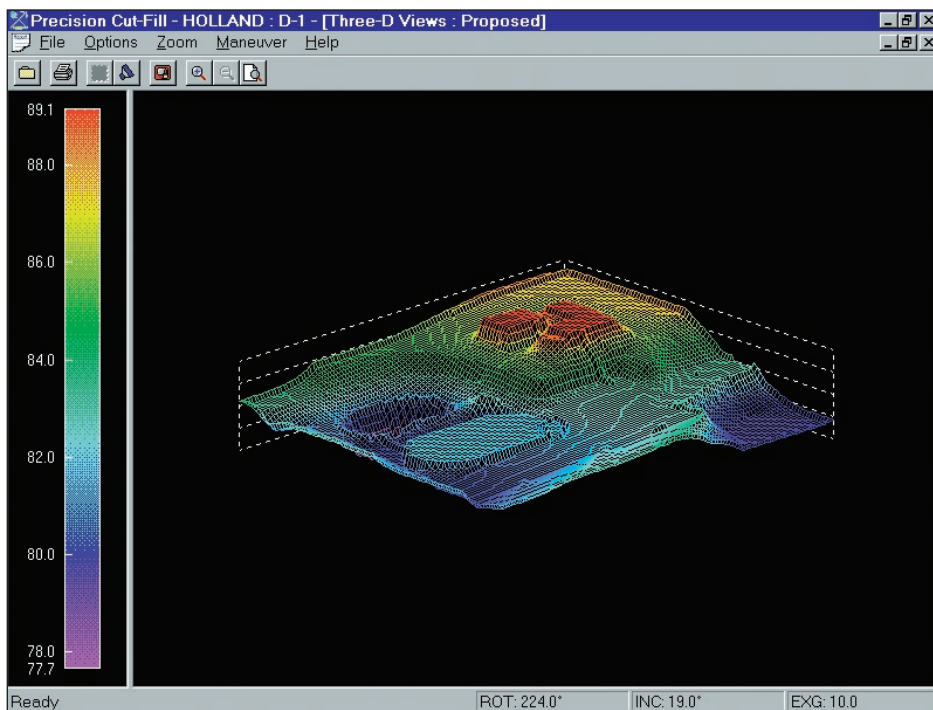 Precision Cut-Fill - HOLLAND : D-1 - [Three-D Views : Proposed]
File Options Zoom Maneuver Help
89.1
88.0
86.0
84.0
82.0
80.0
78.0
77.7
Ready ROT: 224.0° INC: 19.0° EXG: 10.0